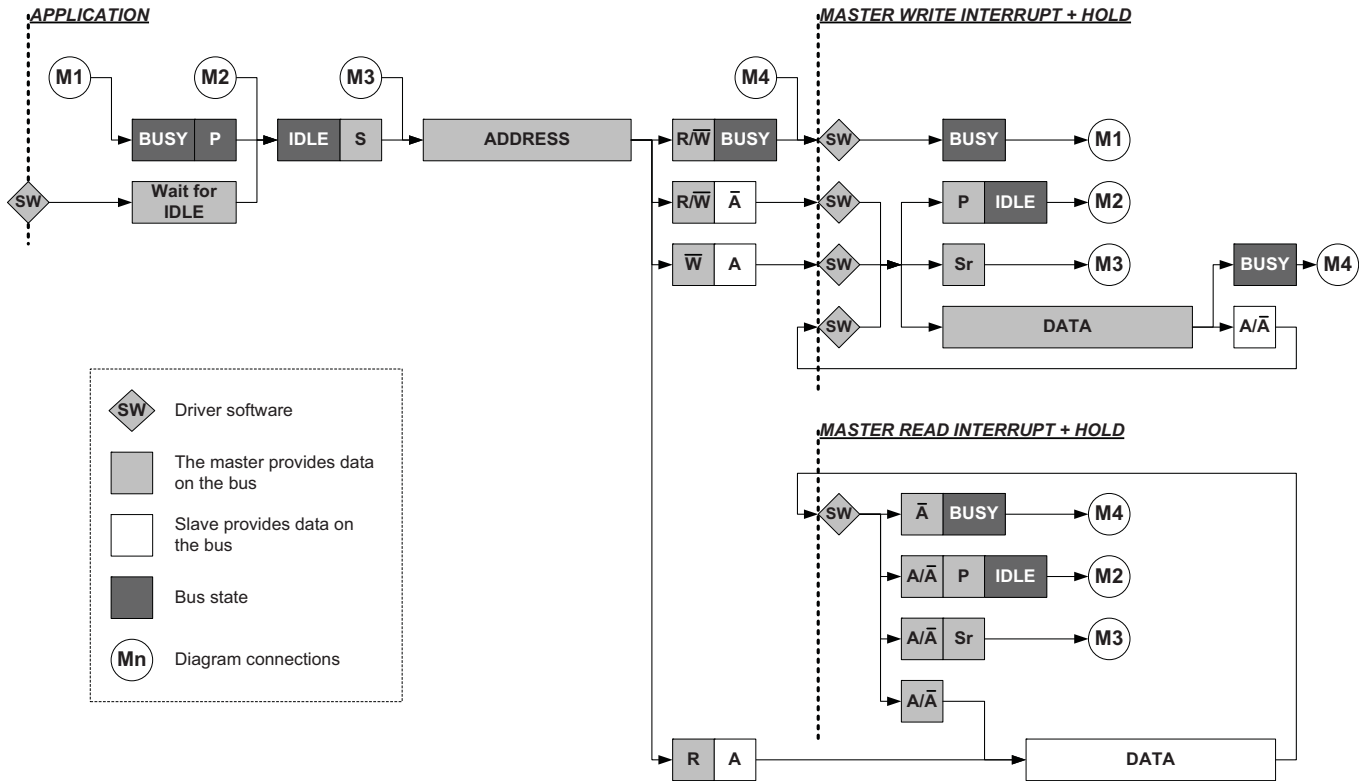 APPLICATION
MASTER WRITE INTERRUPT + HOLD
M1
M2
M3
M4
BUSY P
IDLE S
ADDRESS
R/W̅ BUSY
SW
BUSY
M1
SW
Wait for
IDLE
R/W̅ A̅
SW
P IDLE
M2
W̅ A
SW
Sr
M3
BUSY
M4
SW
DATA
A/A̅
SW
Driver software
The master provides data
on the bus
Slave provides data on
the bus
Bus state
Mn
Diagram connections
MASTER READ INTERRUPT + HOLD
SW
A̅ BUSY
M4
A/A̅ P IDLE
M2
A/A̅ Sr
M3
A/A̅
R A
DATA